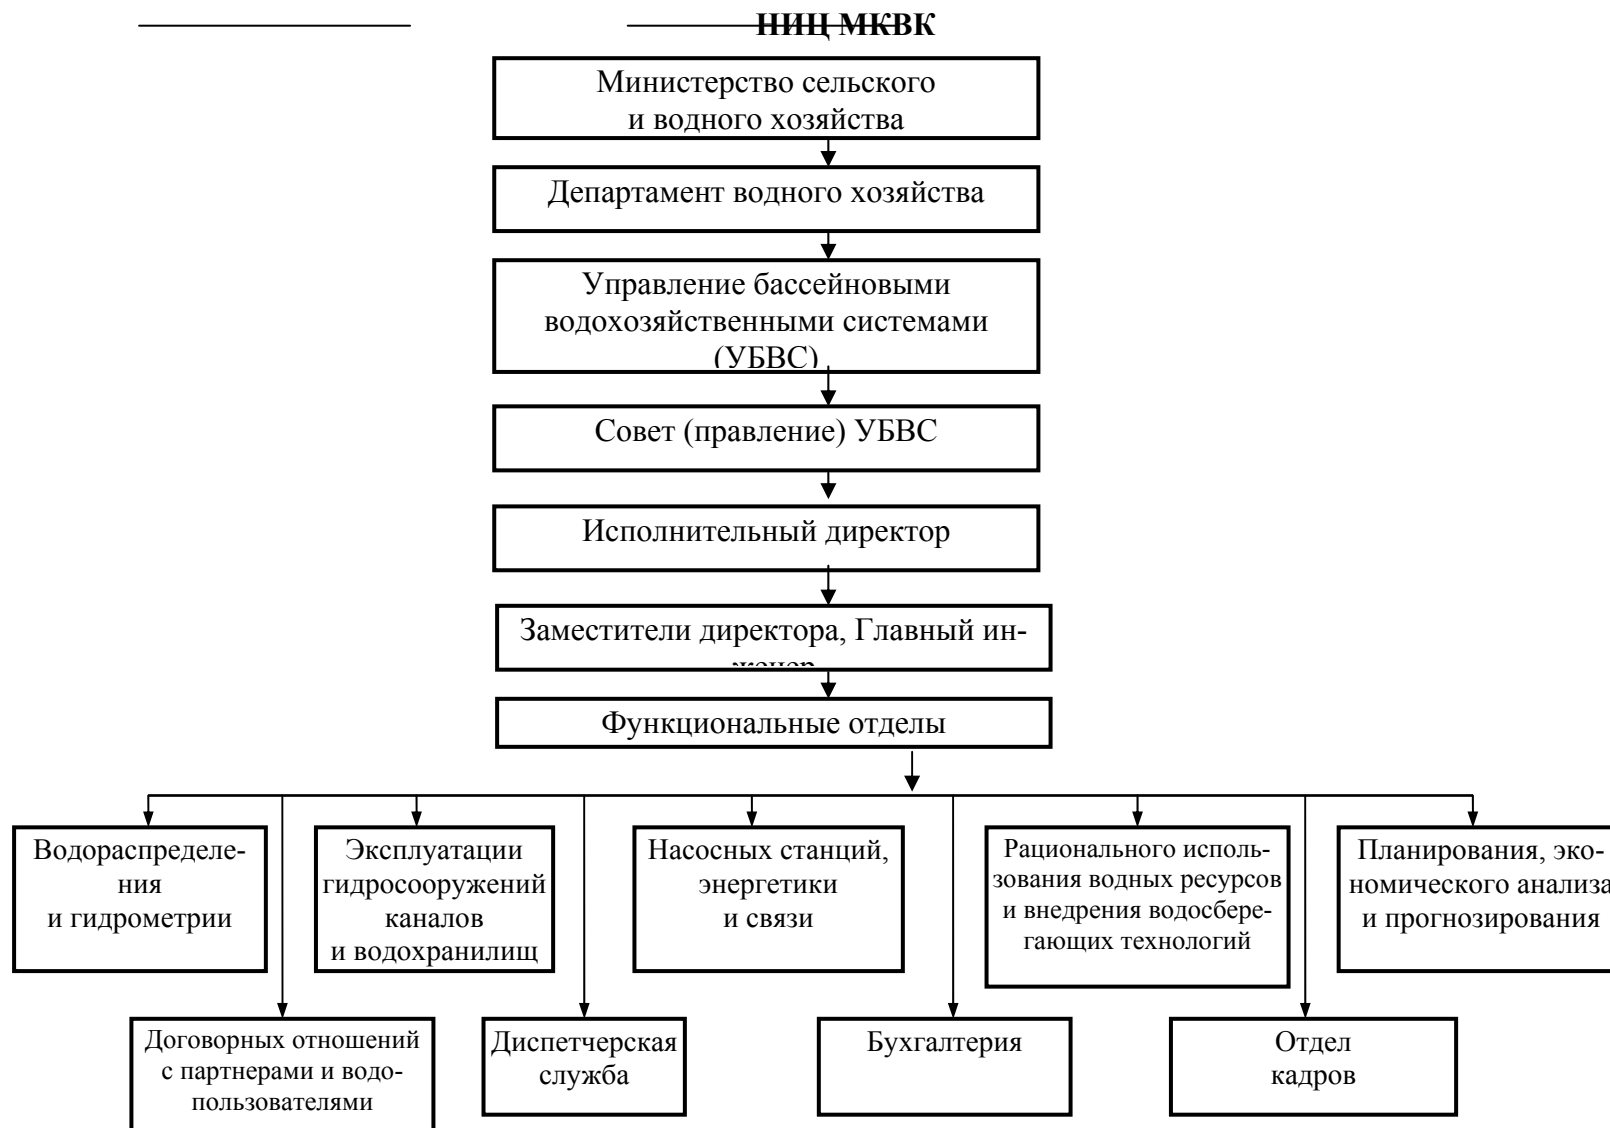 НИЦ МКВК
Министерство сельского
и водного хозяйства
Департамент водного хозяйства
Управление бассейновыми
водохозяйственными системами
(УБВС)
Совет (правление) УБВС
Исполнительный директор
Заместители директора, Главный ин-
женер
Функциональные отделы
Водораспределе-
ния
и гидрометрии
Эксплуатации
гидросооружений
каналов
и водохранилищ
Насосных станций,
энергетики
и связи
Рационального исполь-
зования водных ресурсов
и внедрения водосбере-
гающих технологий
Планирования, эко-
номического анализа
и прогнозирования
Договорных отношений
с партнерами и водо-
пользователями
Диспетчерская
служба
Бухгалтерия
Отдел
кадров